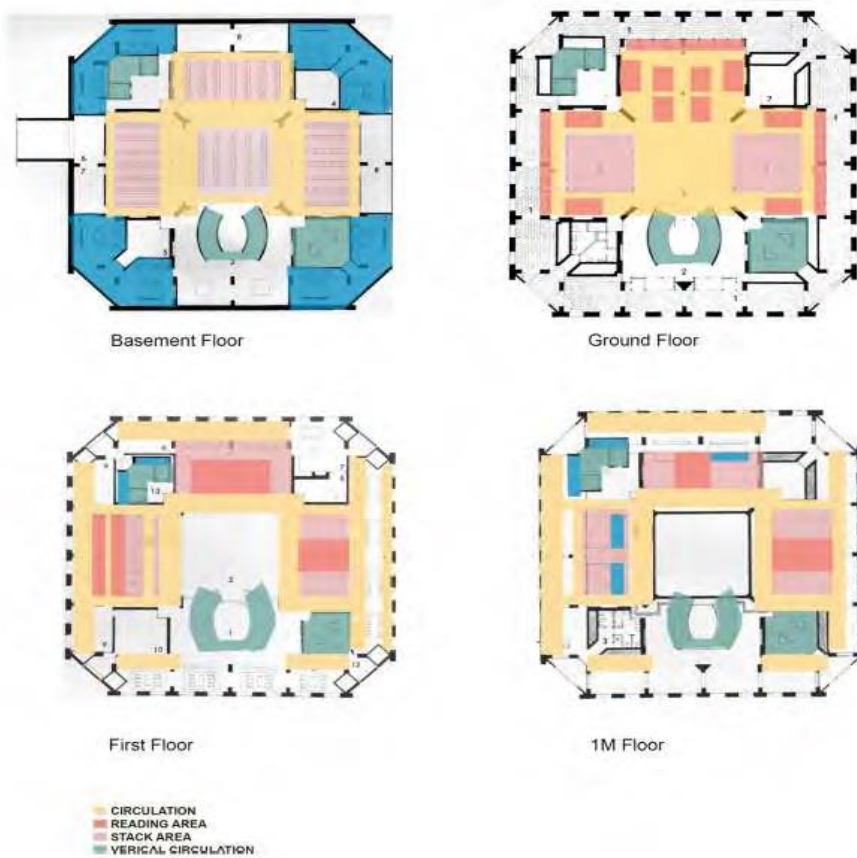 Basement Floor
Ground Floor
First Floor
1M Floor
CIRCULATION
READING AREA
STACK AREA
VERICAL CIRCULATION